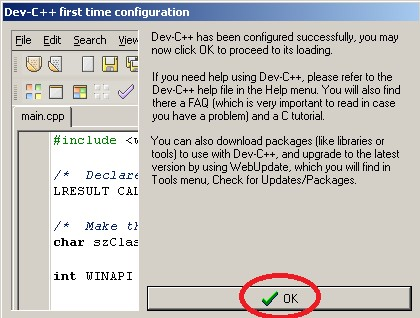 Dev-C++ first time configuration
File Edit Search
main.cpp
#include <w
/* Declare
LRESULT CAL
/* Make th
char szClas
int WINAPI
Dev-C++ has been configured successfully, you may
now click OK to proceed to its loading.
If you need help using Dev-C++, please refer to the
Dev-C++ help file in the Help menu. You will also find
there a FAQ (which is very important to read in case
you have a problem) and a C tutorial.
You can also download packages (like libraries or
tools) to use with Dev-C++, and upgrade to the latest
version by using WebUpdate, which you will find in
Tools menu, Check for Updates/Packages.
OK